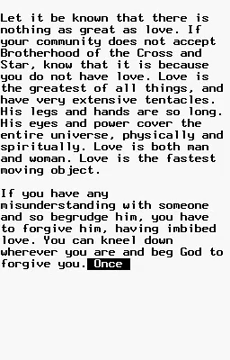 Let it be known that there is
nothing as great as love. If
your community does not accept
Brotherhood of the Cross and
Star, know that it is because
you do not have love. Love is
the greatest of all things, and
have very extensive tentacles.
His legs and hands are so long.
His eyes and power cover the
entire universe, physically and
spiritually. Love is both man
and woman. Love is the fastest
moving object.

If you have any
misunderstanding with someone
and so begrudge him, you have
to forgive him, having imbibed
love. You can kneel down
wherever you are and beg God to
forgive you. Once